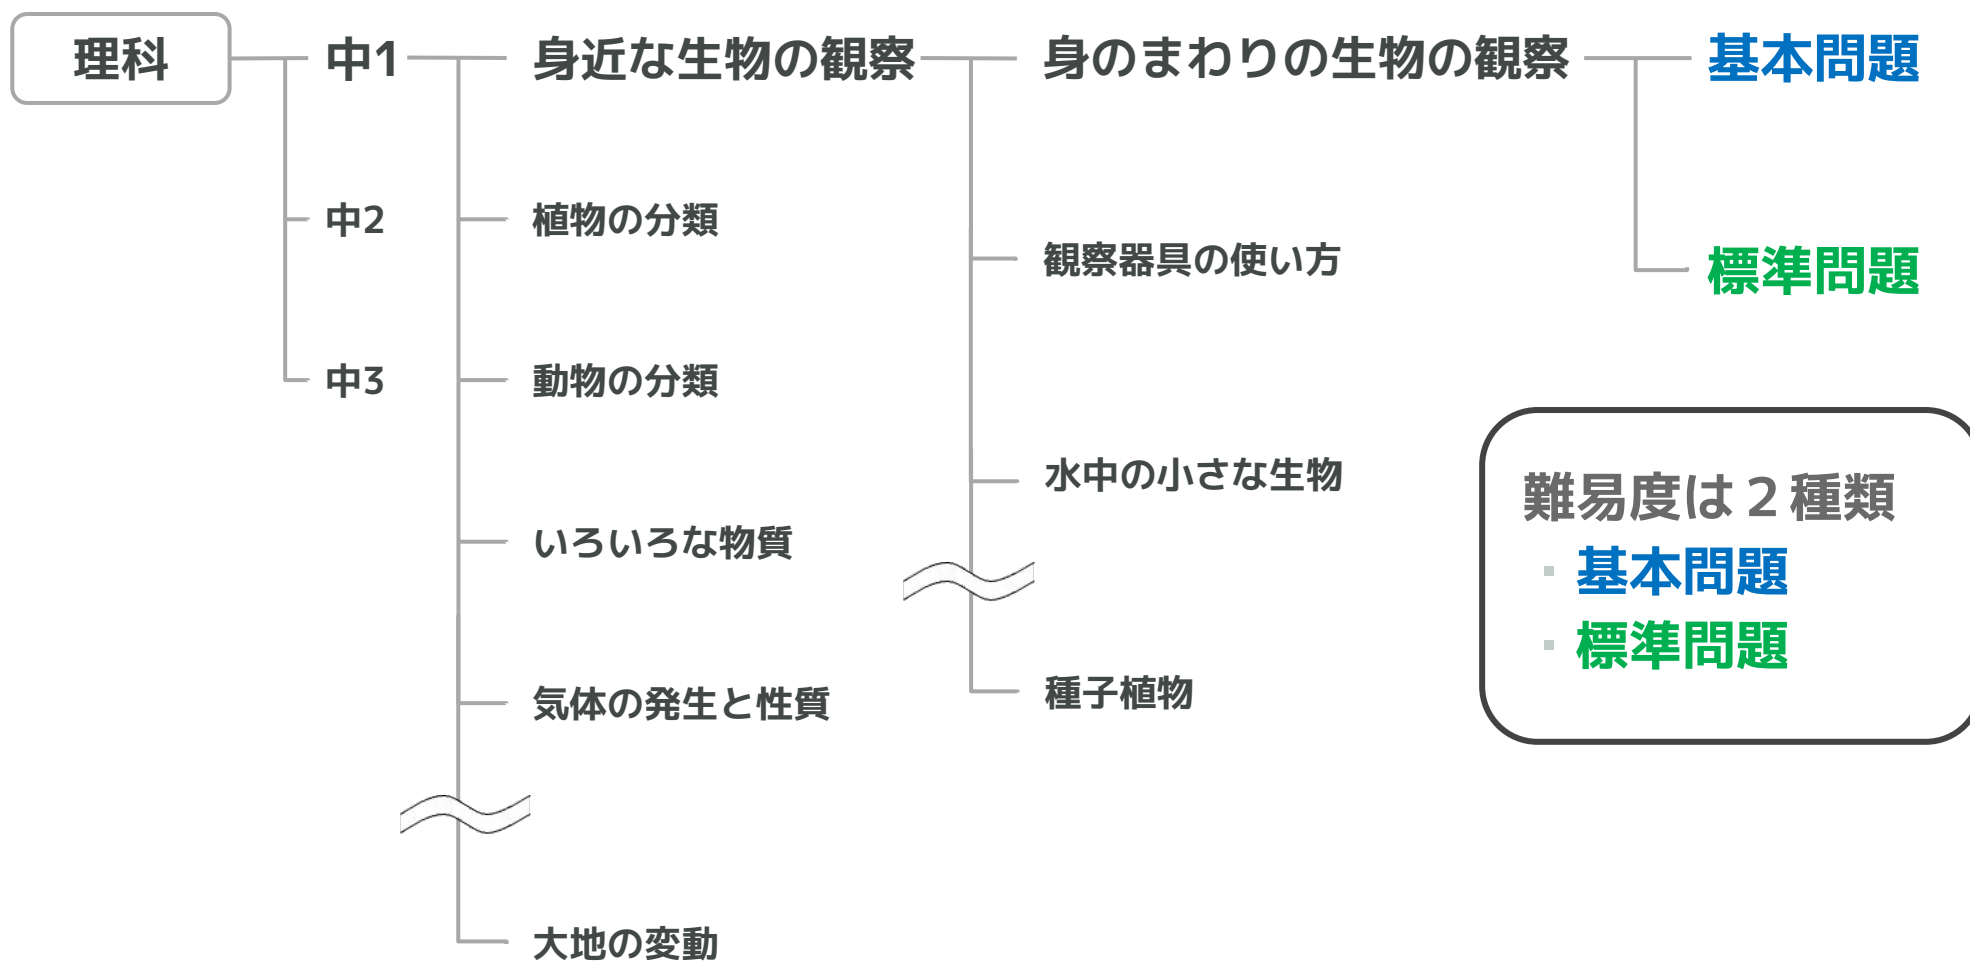 理科
中1
身近な生物の観察
身のまわりの生物の観察
基本問題
中2
植物の分類
観察器具の使い方
標準問題
中3
動物の分類
水中の小さな生物
難易度は２種類
▪ 基本問題
▪ 標準問題
いろいろな物質
気体の発生と性質
種子植物
大地の変動